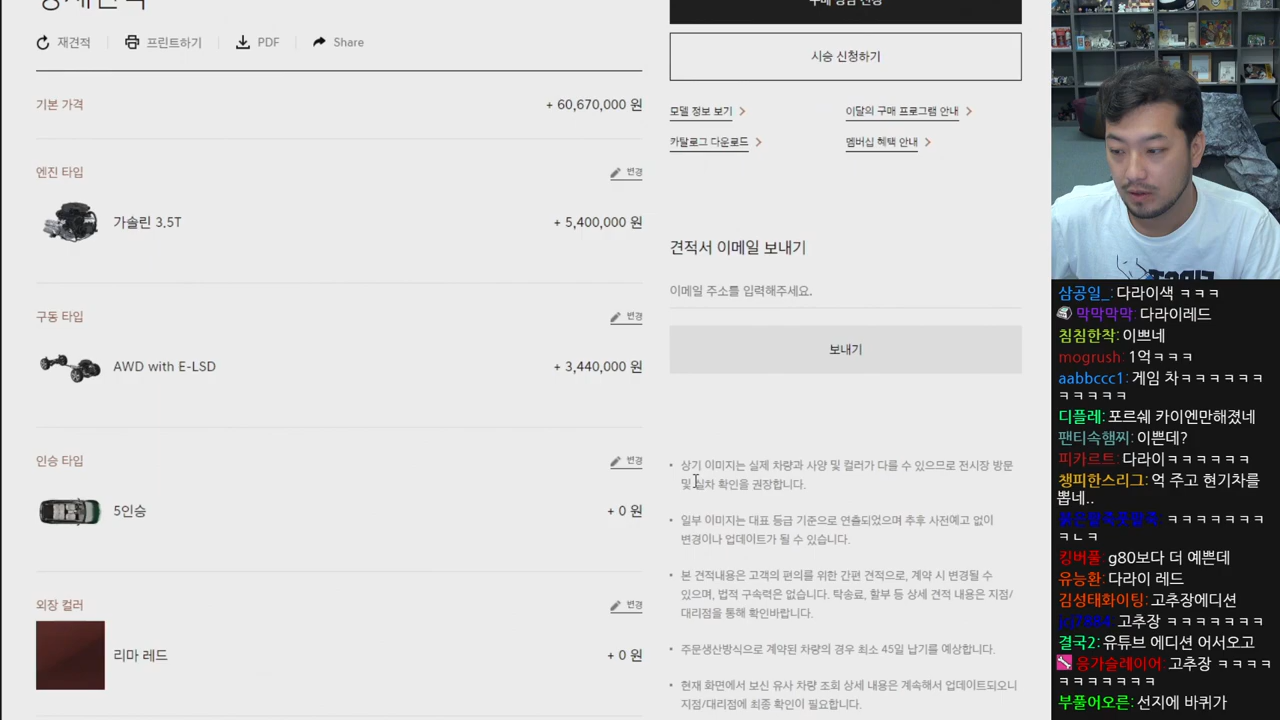 재견적
프린트하기
PDF
Share
기본 가격
+ 60,670,000 원
엔진 타입
변경
가솔린 3.5T
+ 5,400,000 원
구동 타입
변경
AWD with E-LSD
+ 3,440,000 원
인승 타입
변경
5인승
+ 0 원
외장 컬러
변경
리마 레드
+ 0 원
시승 신청하기
모델 정보 보기
이달의 구매 프로그램 안내
카탈로그 다운로드
멤버십 혜택 안내
견적서 이메일 보내기
이메일 주소를 입력해주세요.
보내기
상기 이미지는 실제 차량과 사양 및 컬러가 다를 수 있으므로 전시장 방문
및 실차 확인을 권장합니다.
일부 이미지는 대표 등급 기준으로 연출되었으며 추후 사전예고 없이
변경이나 업데이트가 될 수 있습니다.
본 견적내용은 고객의 편의를 위한 간편 견적으로, 계약 시 변경될 수
있으며, 법적 구속력은 없습니다. 탁송료, 할부 등 상세 견적 내용은 지점/
대리점을 통해 확인바랍니다.
주문생산방식으로 계약된 차량의 경우 최소 45일 납기를 예상합니다.
현재 화면에서 보신 유사 차량 조회 상세 내용은 계속해서 업데이트되오니
지점/대리점에 최종 확인이 필요합니다.
삼공일_: 다라이색 ㅋㅋㅋ
막막막막: 다라이레드
침침한착: 이쁘네
mogrush: 1억ㅋㅋㅋ
aabbccc1: 게임 차ㅋㅋㅋㅋㅋㅋ
ㅋㅋㅋㅋㅋ
디플레: 포르쉐 카이엔만해졌네
팬티속햄찌: 이쁜데?
피카르트: 다라이ㅋㅋㅋㅋㅋㅋ
챙피한스리그: 억 주고 현기차를
뽑네..
ㅋㅋㅋㅋㅋㅋㅋ
ㅋㄴㅋ
킹버풀: g80보다 더 예쁜데
유능환: 다라이 레드
김성태화이팅: 고추장에디션
고추장 ㅋㅋㅋㅋㅋㅋㅋ
결국2: 유튜브 에디션 어서오고
응가슬레이어: 고추장 ㅋㅋㅋㅋ
ㅋㅋㅋㅋㅋㅋㅋ
부풀어오른: 선지에 바퀴가